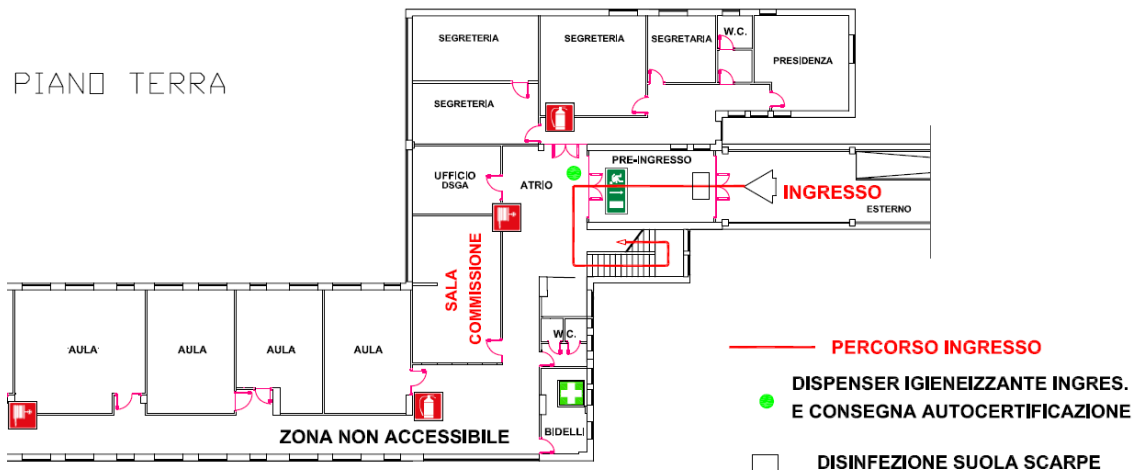 PIANO TERRA
SEGRETERIA
SEGRETERIA
SEGRETARIA
W.C.
PRESIDENZA
SEGRETERIA
UFFICIO
DSGA
ATRIO
PRE-INGRESSO
INGRESSO
ESTERNO
SALA
COMMISSIONE
AULA
AULA
AULA
AULA
W.C.
BIDELLI
ZONA NON ACCESSIBILE
PERCORSO INGRESSO
DISPENSER IGIENEIZZANTE INGRES.
E CONSEGNA AUTOCERTIFICAZIONE
DISINFEZIONE SUOLA SCARPE